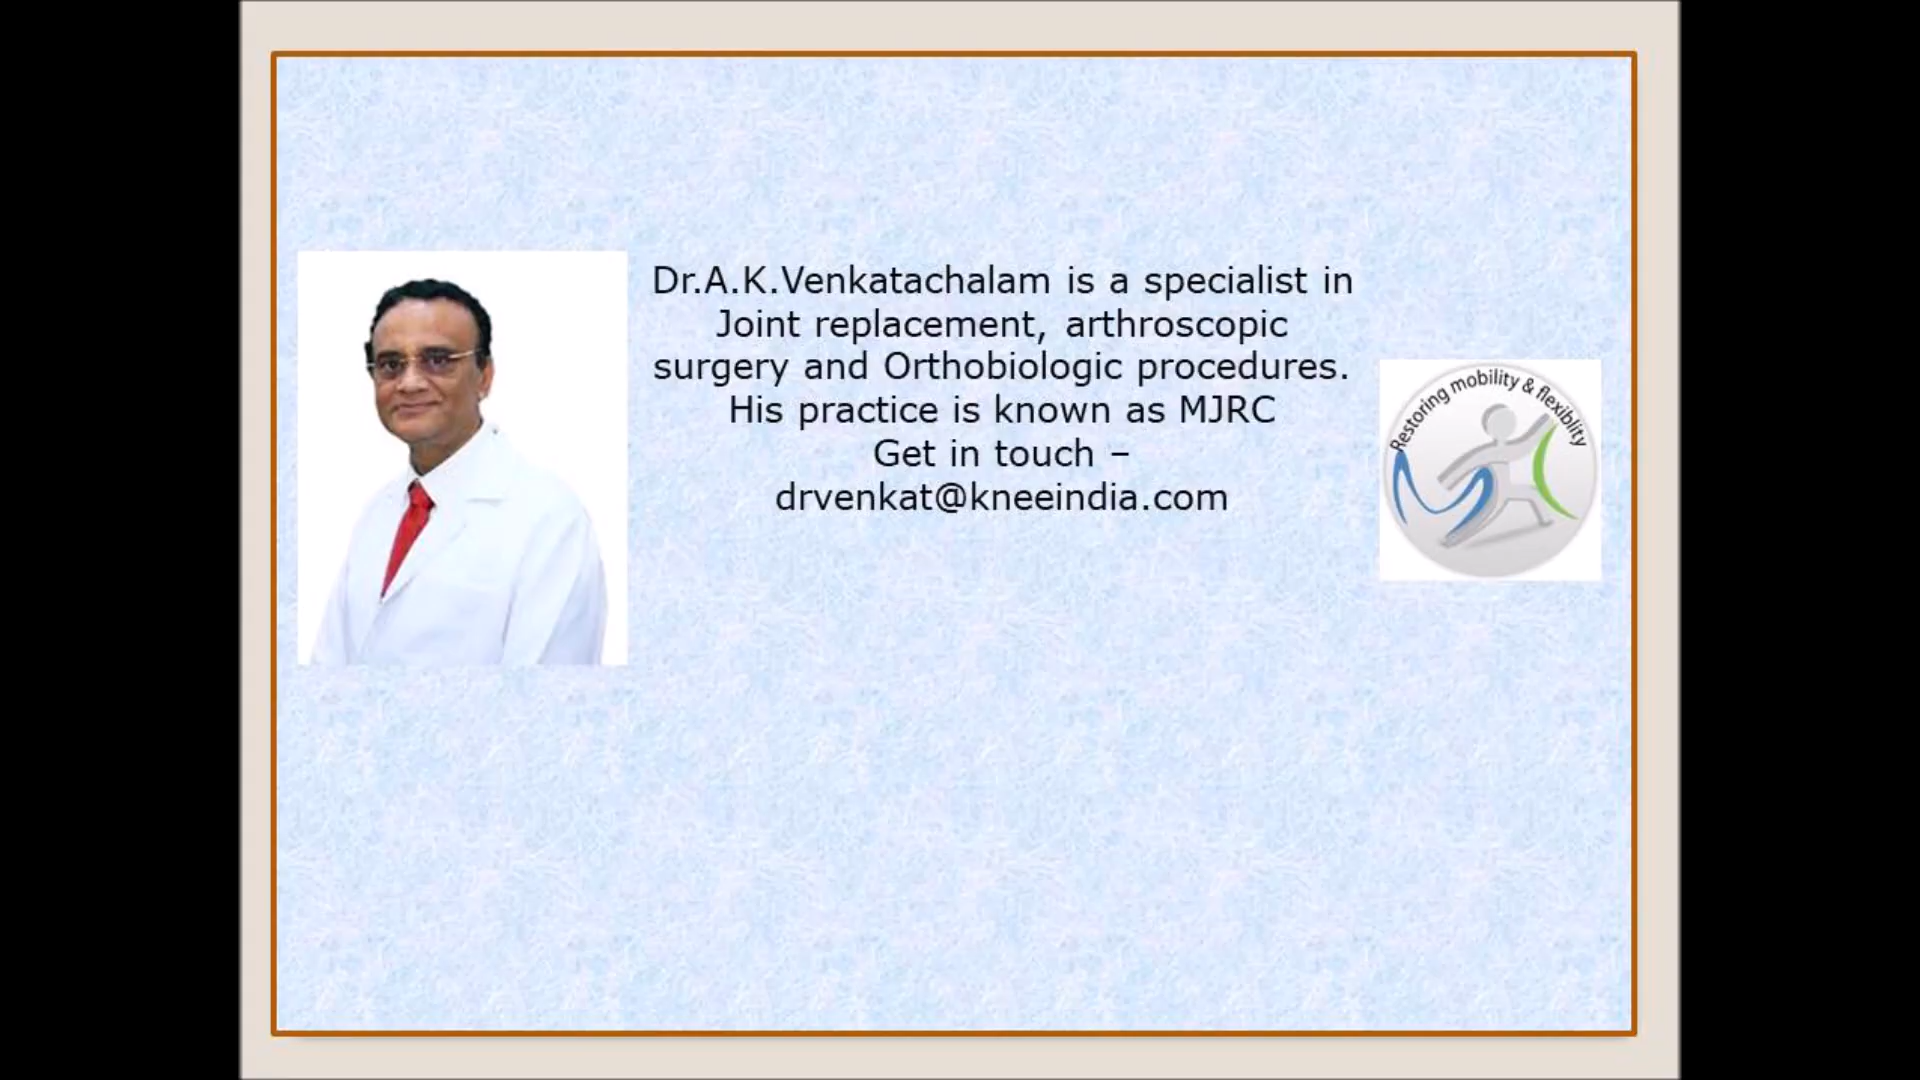 Dr.A.K.Venkatachalam is a specialist in
Joint replacement, arthroscopic
surgery and Orthobiologic procedures.
His practice is known as MJRC
Get in touch –
drvenkat@kneeindia.com
Restoring mobility & flexiblity